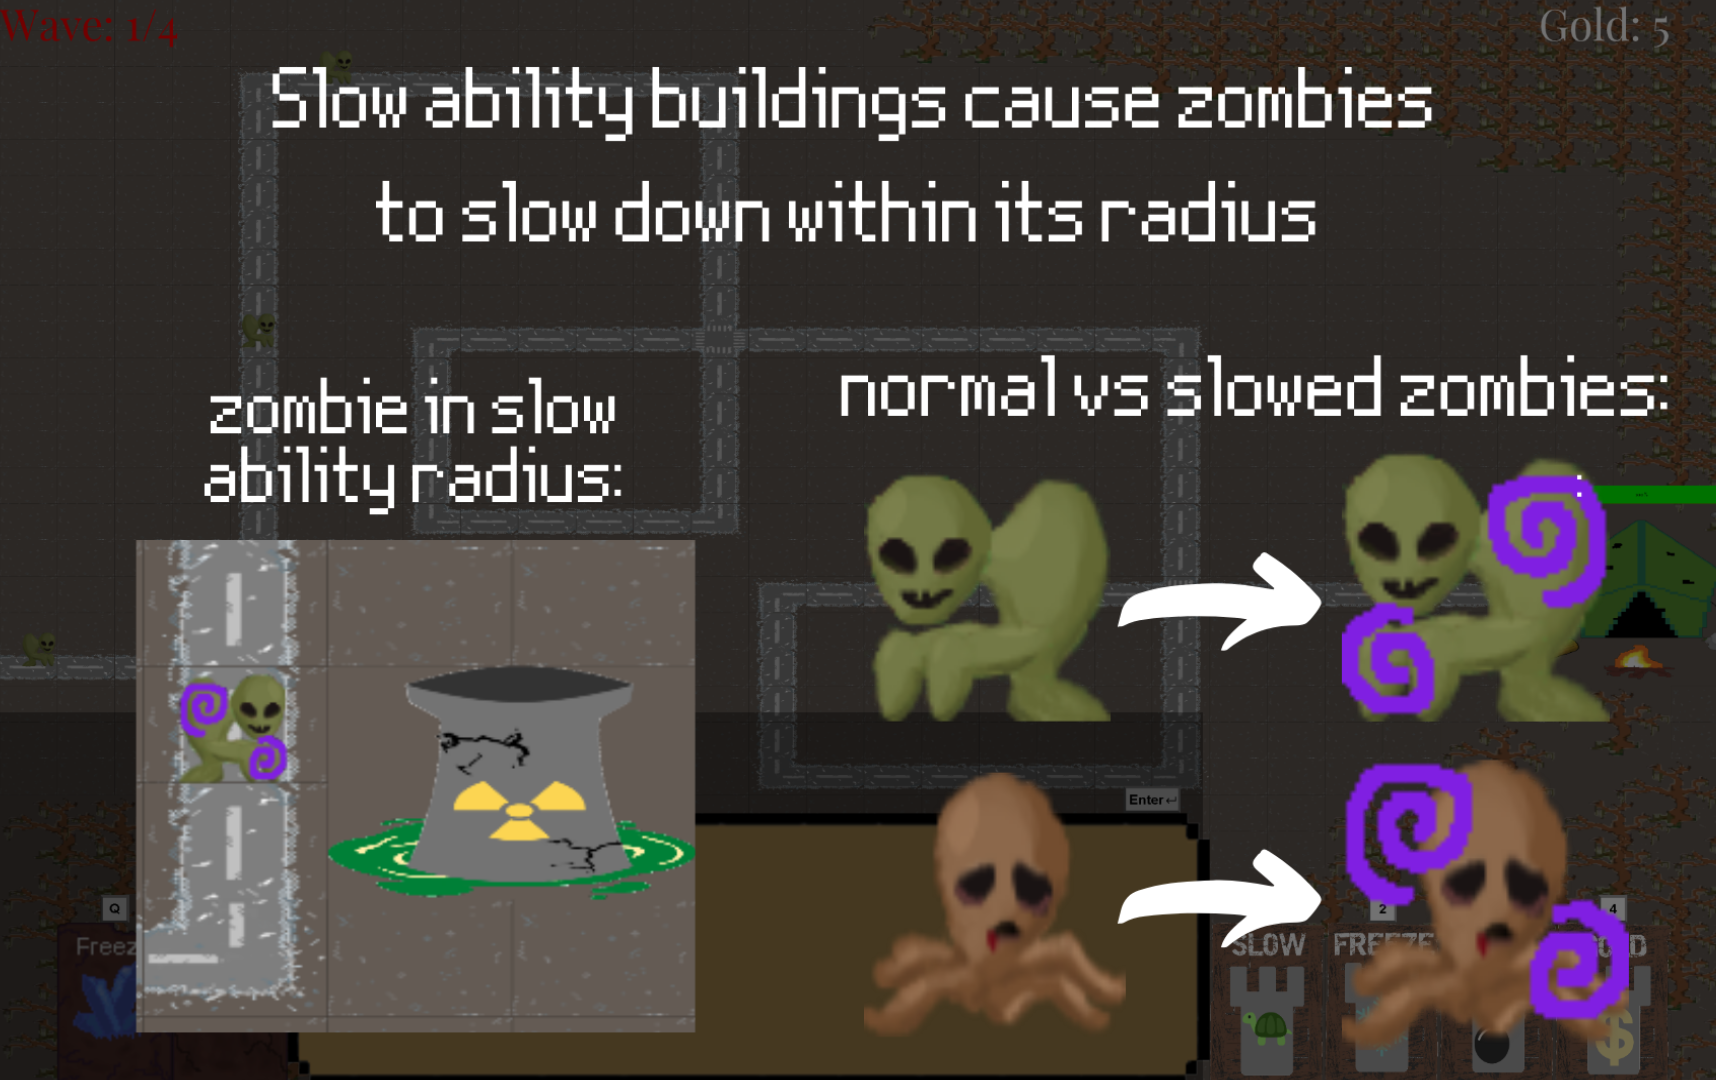 Wave: 1/4
Gold: 5
Slow ability buildings cause zombies
to slow down within its radius
zombie in slow
ability radius:
normal vs slowed zombies:
Enter
Q
2
4
SLOW
FREEZE